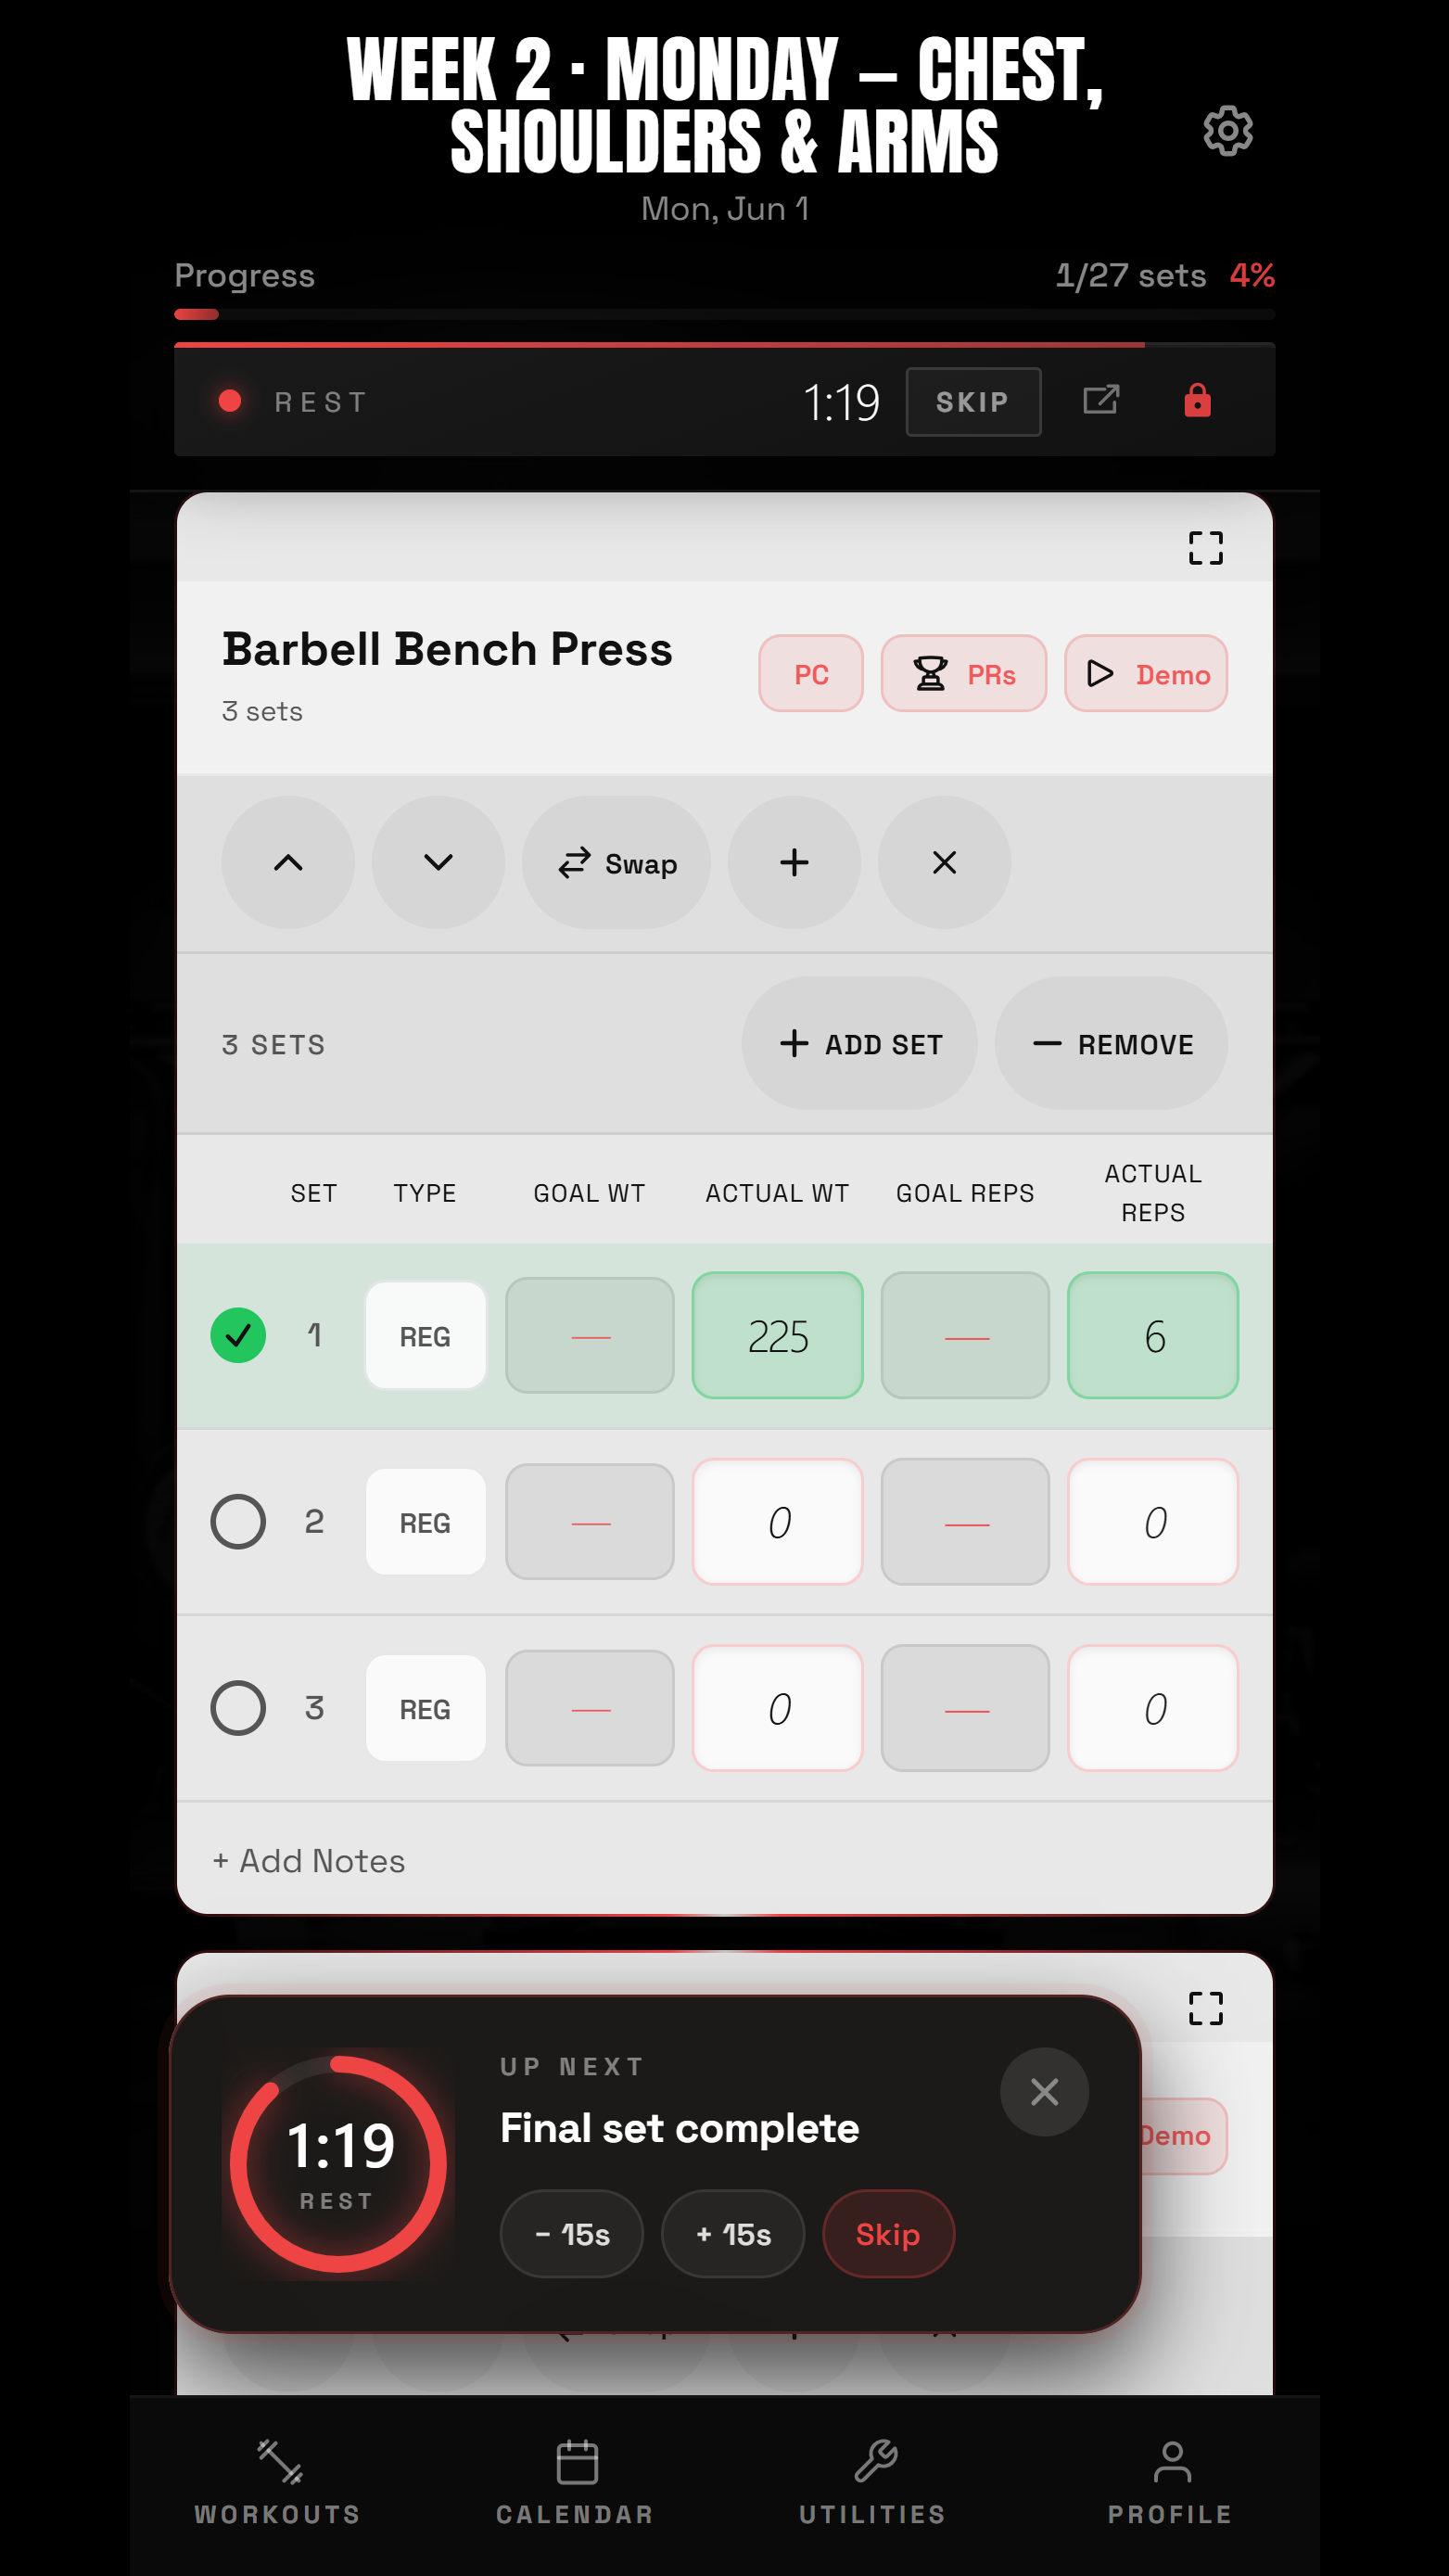 WEEK 2 · MONDAY — CHEST,
SHOULDERS & ARMS
Mon, Jun 1
Progress 1/27 sets 4%
REST 1:19 SKIP
Barbell Bench Press
3 sets
PC PRs Demo
Swap
3 SETS + ADD SET — REMOVE
SET TYPE GOAL WT ACTUAL WT GOAL REPS ACTUAL REPS
1 REG — 225 — 6
2 REG — 0 — 0
3 REG — 0 — 0
+ Add Notes
UP NEXT
Final set complete
1:19
REST
− 15s + 15s Skip
Demo
WORKOUTS CALENDAR UTILITIES PROFILE